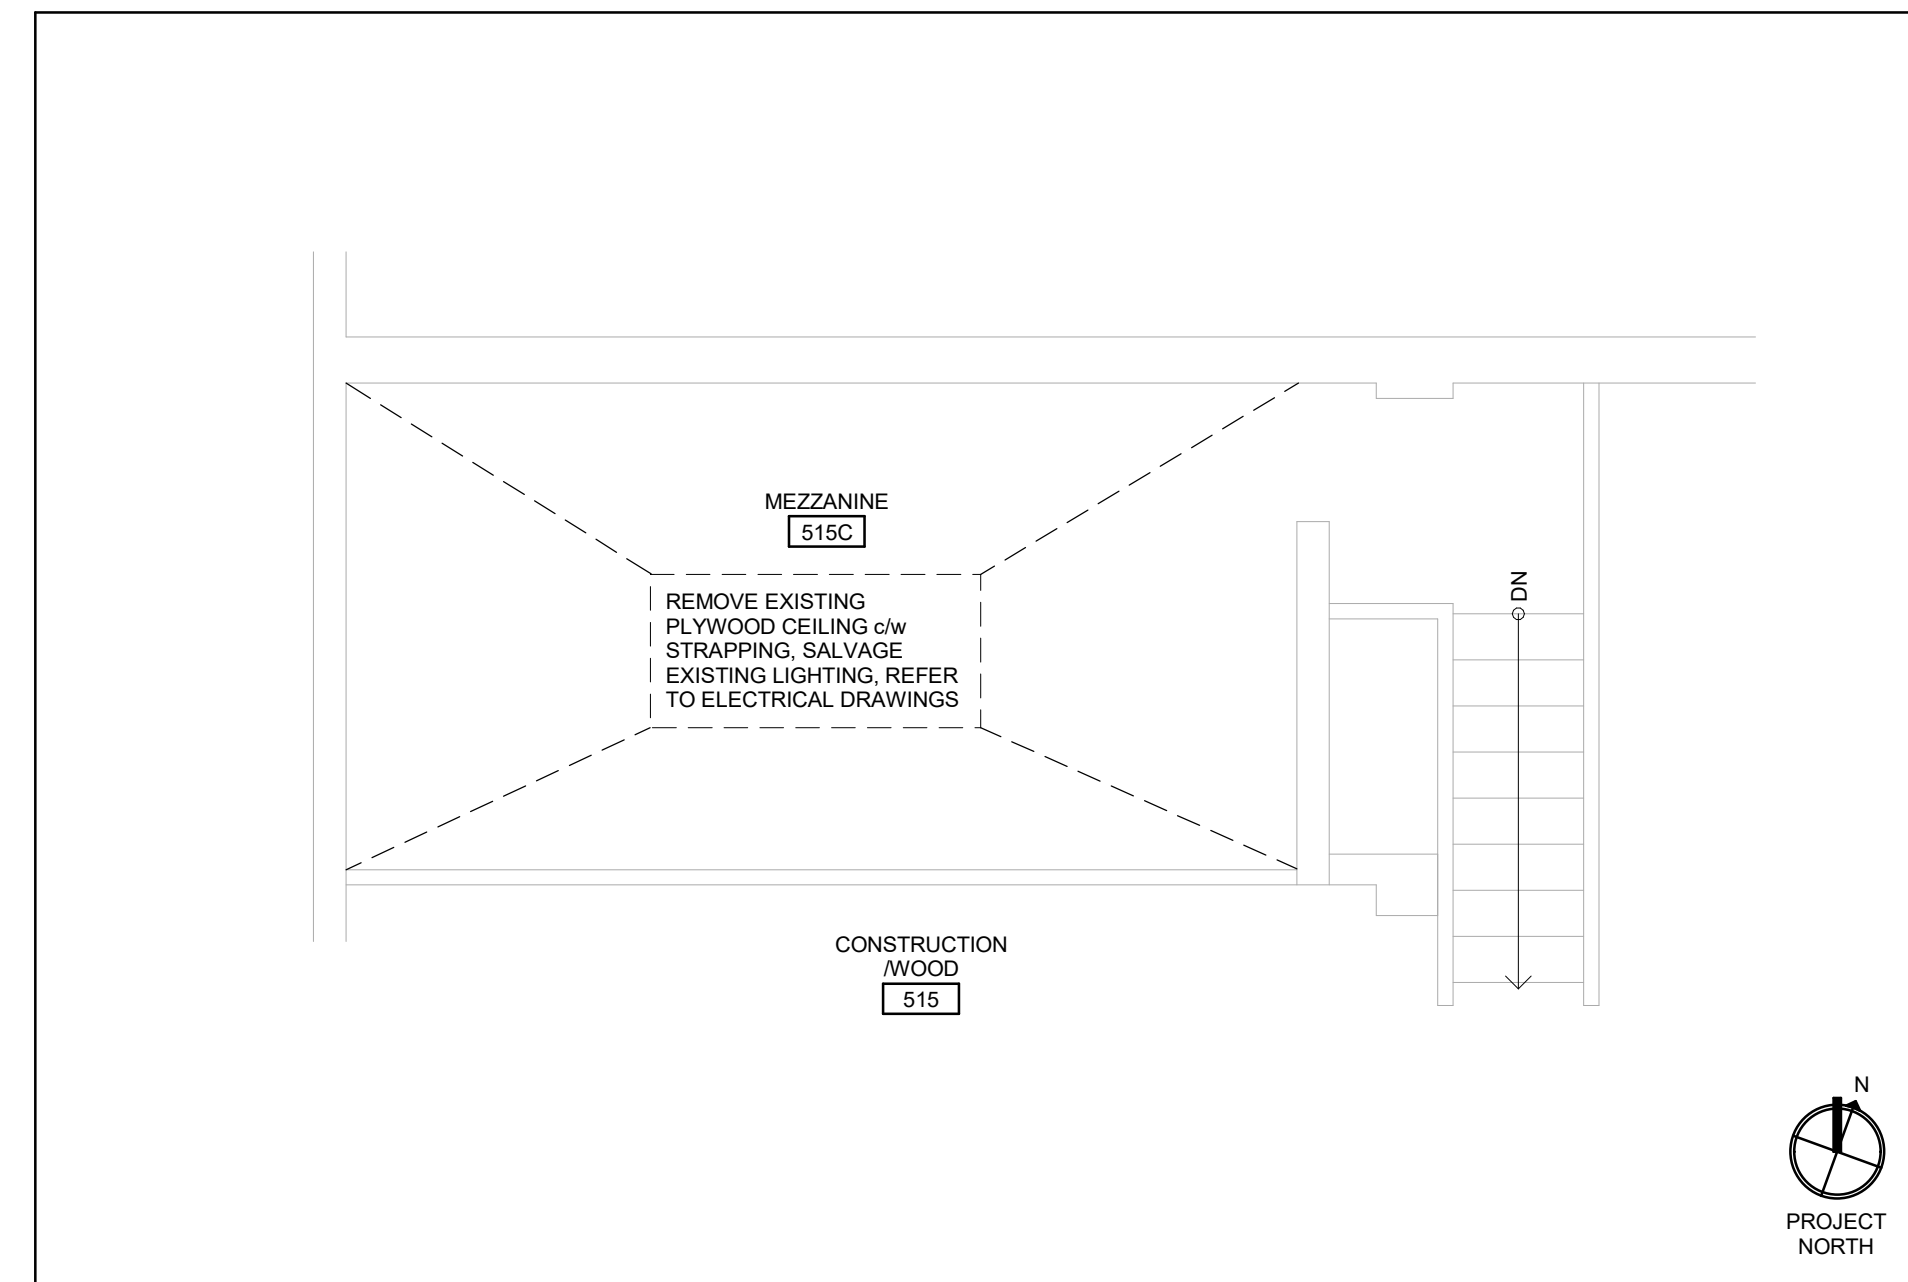 MEZZANINE
515C
REMOVE EXISTING
PLYWOOD CEILING c/w
STRAPPING, SALVAGE
EXISTING LIGHTING, REFER
TO ELECTRICAL DRAWINGS
DN
CONSTRUCTION
/WOOD
515
N
PROJECT
NORTH